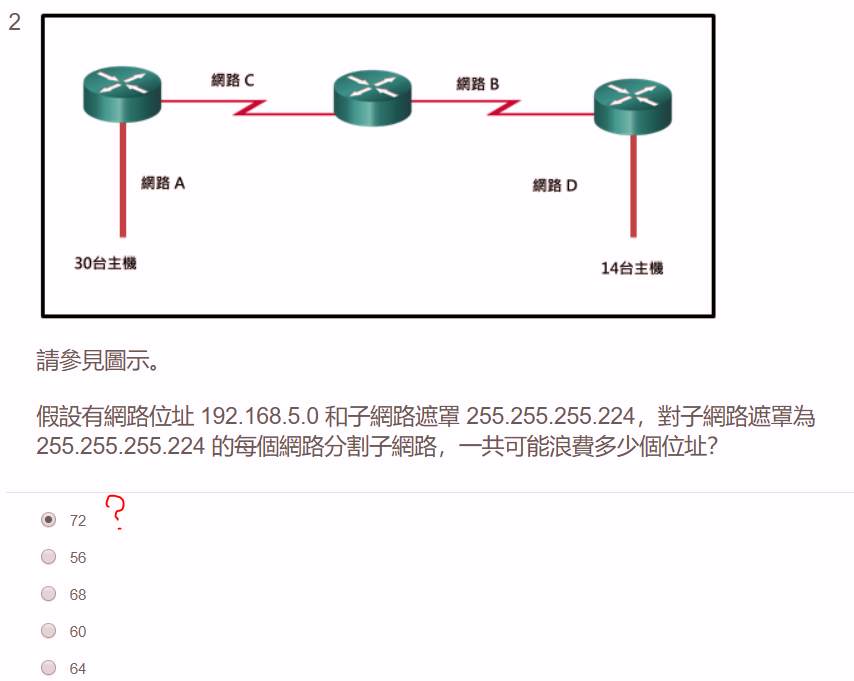 2
網路 C
網路 B
網路 A
網路 D
30台主機
14台主機
請參見圖示。
假設有網路位址 192.168.5.0 和子網路遮罩 255.255.255.224，對子網路遮罩為
255.255.255.224 的每個網路分割子網路，一共可能浪費多少個位址？
72 ?
56
68
60
64